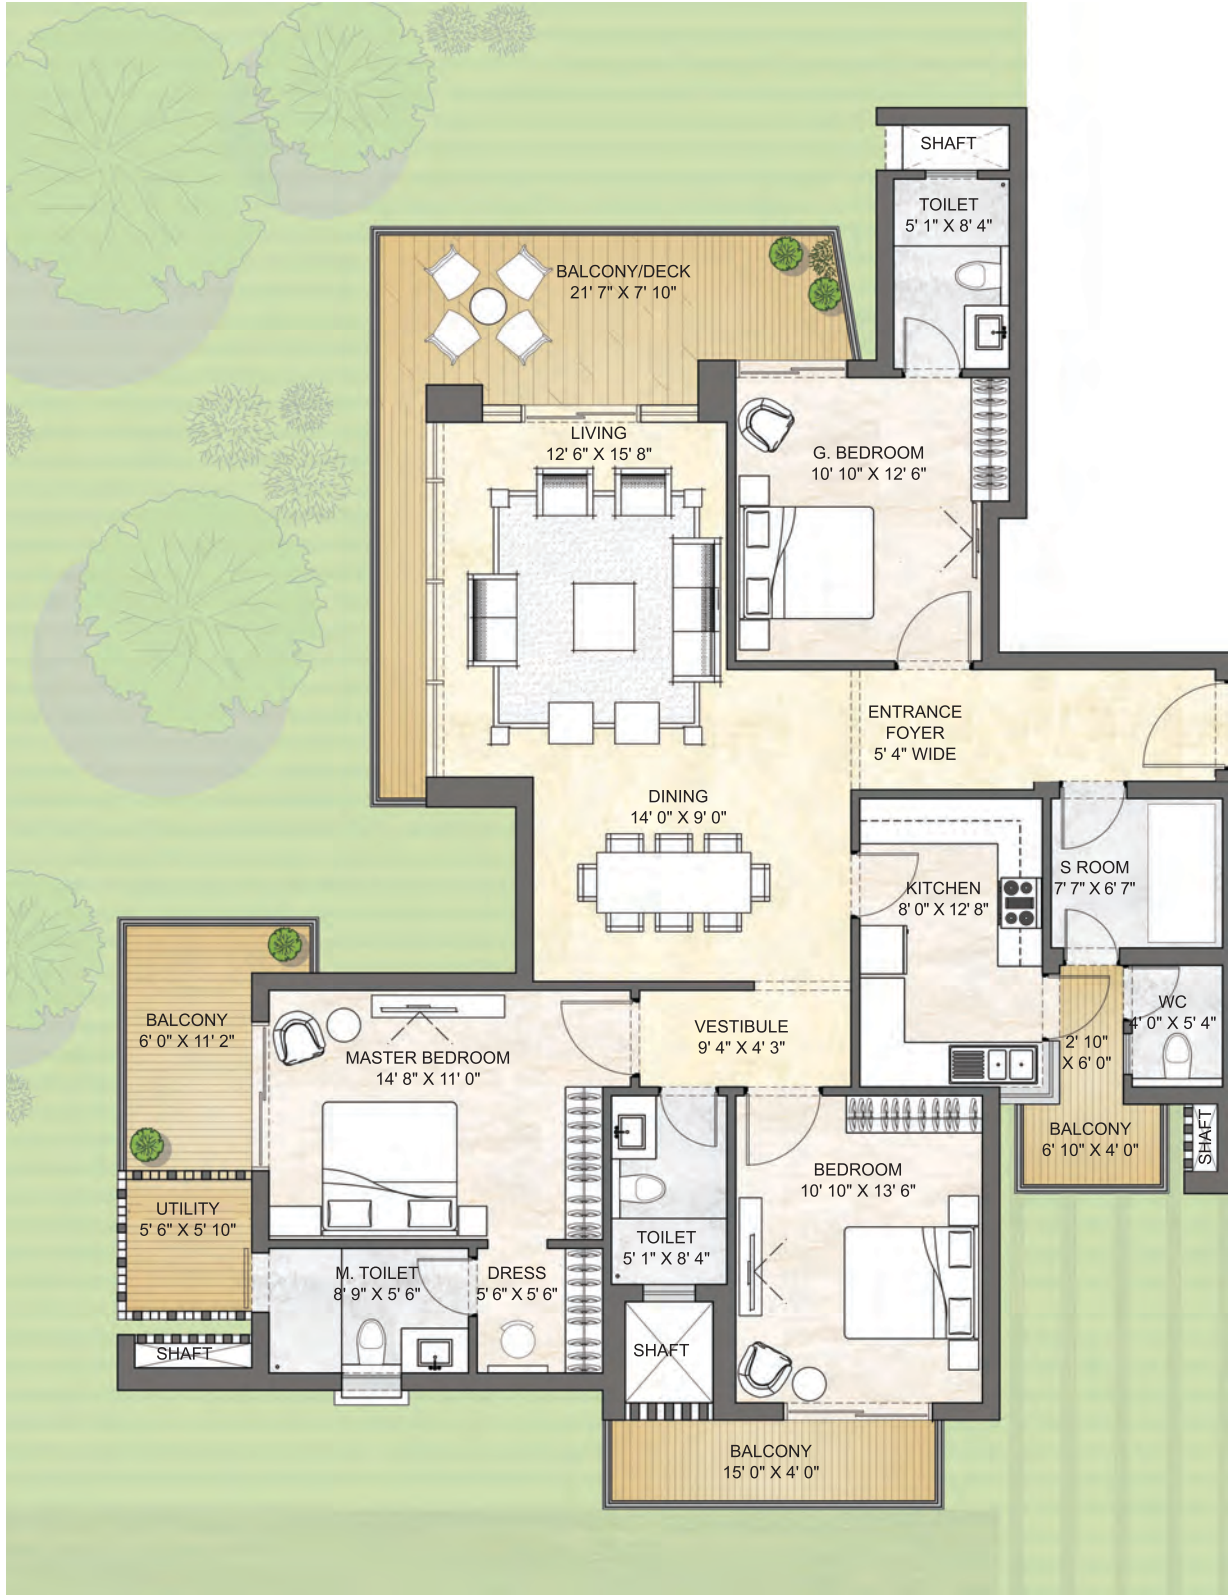 SHAFT
TOILET
5' 1" X 8' 4"
BALCONY/DECK
21' 7" X 7' 10"
LIVING
12' 6" X 15' 8"
G. BEDROOM
10' 10" X 12' 6"
ENTRANCE
FOYER
5' 4" WIDE
DINING
14' 0" X 9' 0"
KITCHEN
8' 0" X 12' 8"
S ROOM
7' 7" X 6' 7"
WC
4' 0" X 5' 4"
2' 10"
X 6' 0"
BALCONY
6' 10" X 4' 0"
SHAFT
BALCONY
6' 0" X 11' 2"
MASTER BEDROOM
14' 8" X 11' 0"
VESTIBULE
9' 4" X 4' 3"
BEDROOM
10' 10" X 13' 6"
UTILITY
5' 6" X 5' 10"
M. TOILET
8' 9" X 5' 6"
DRESS
5' 6" X 5' 6"
TOILET
5' 1" X 8' 4"
SHAFT
SHAFT
BALCONY
15' 0" X 4' 0"